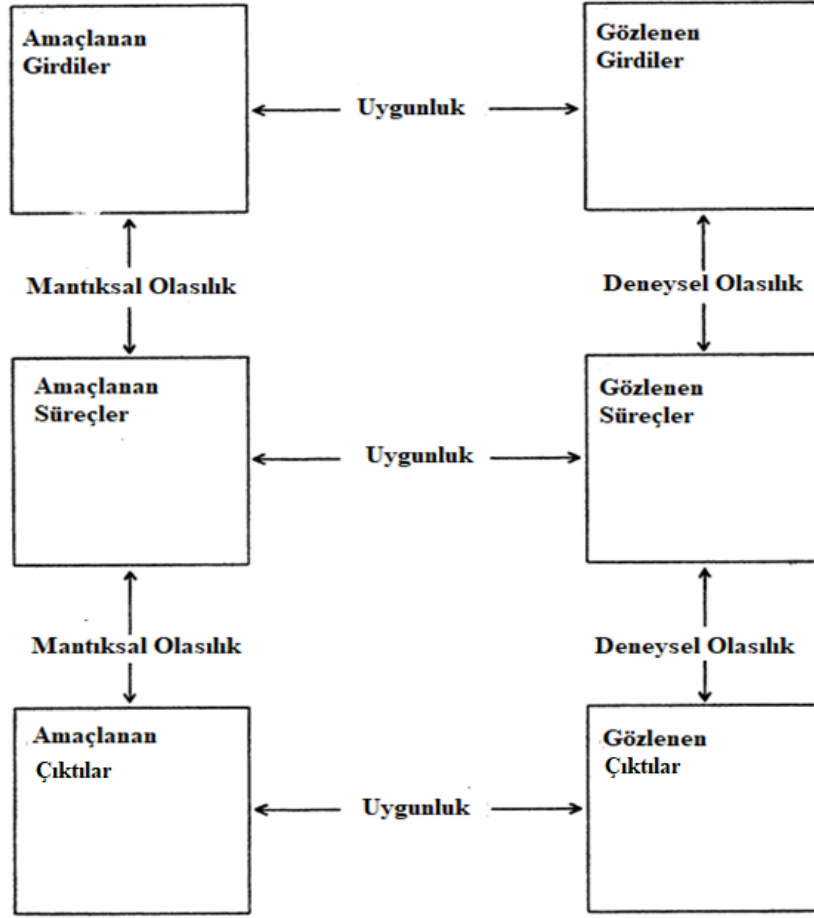 Amaçlanan
Girdiler
Gözlenen
Girdiler
Uygunluk
Mantıksal Olasılık
Deneysel Olasılık
Amaçlanan
Süreçler
Gözlenen
Süreçler
Uygunluk
Mantıksal Olasılık
Deneysel Olasılık
Amaçlanan
Çıktılar
Gözlenen
Çıktılar
Uygunluk